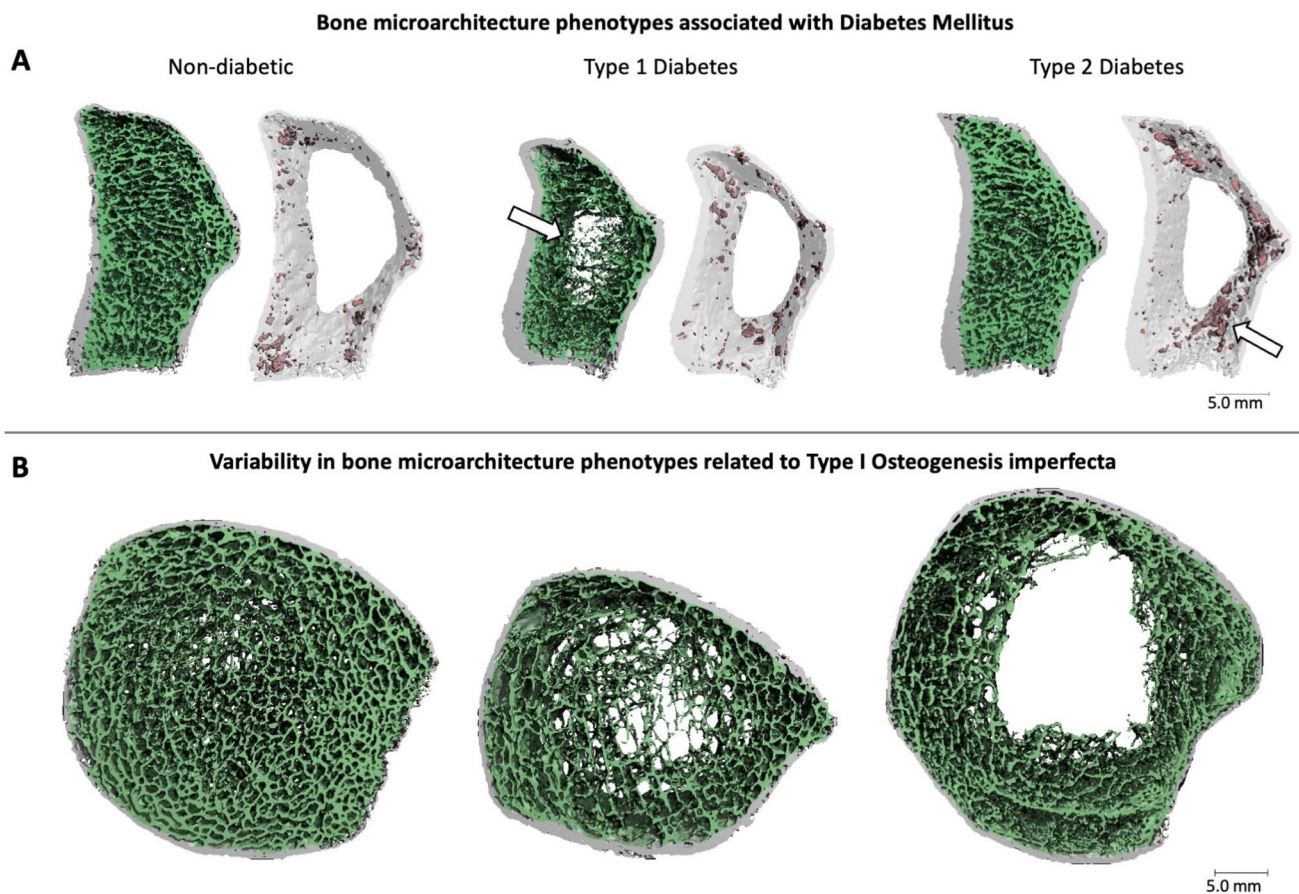 Bone microarchitecture phenotypes associated with Diabetes Mellitus
A
Non-diabetic
Type 1 Diabetes
Type 2 Diabetes
5.0 mm
B
Variability in bone microarchitecture phenotypes related to Type I Osteogenesis imperfecta
5.0 mm